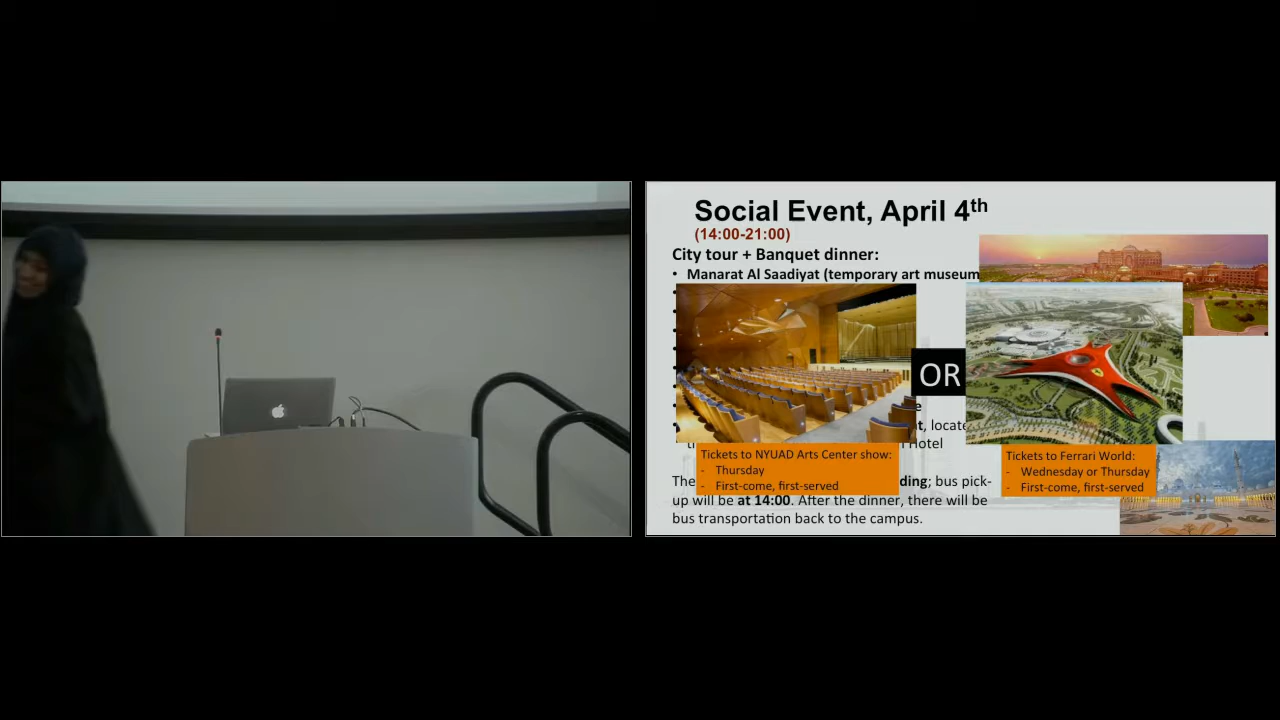 Social Event, April 4th
(14:00-21:00)
City tour + Banquet dinner:
• Manarat Al Saadiyat (temporary art museum
OR
Hotel
Tickets to NYUAD Arts Center show:
- Thursday
- First-come, first-served
Tickets to Ferrari World:
- Wednesday or Thursday
- First-come, first-served
The ding; bus pick-
up will be at 14:00. After the dinner, there will be
bus transportation back to the campus.